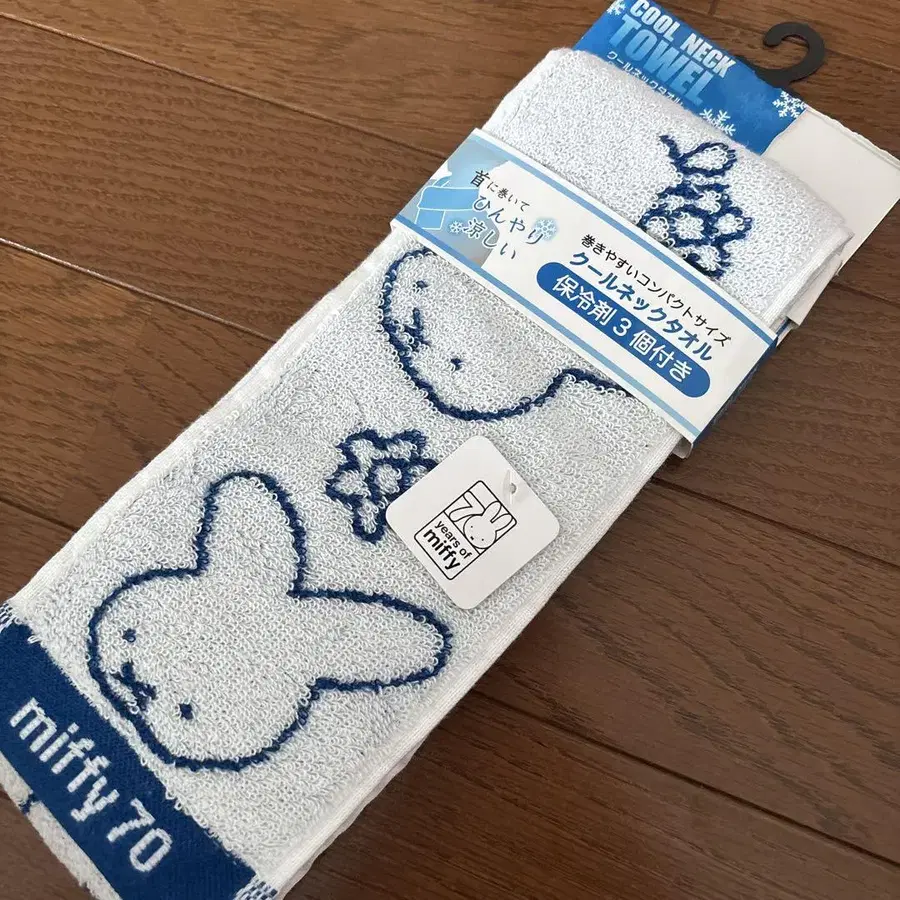 COOL NECK
TOWEL
クールネックタオル
首に巻いて
ひんやり
涼しい
巻きやすいコンパクトサイズ
クールネックタオル
保冷剤3個付き
70
years of
miffy
miffy 70